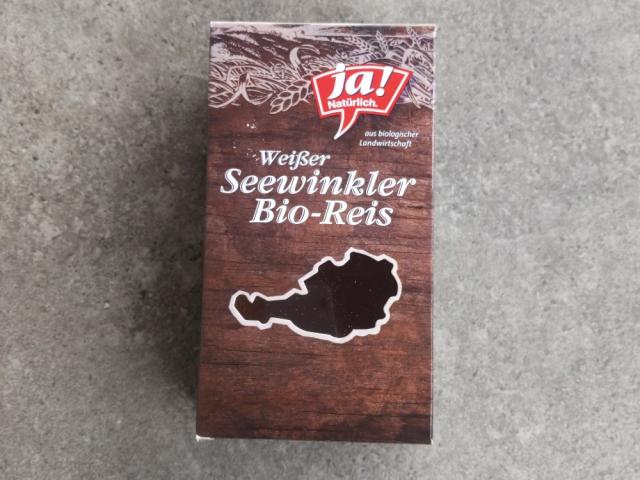 ja!
Natürlich.
aus biologischer
Landwirtschaft
Weißer
Seewinkler
Bio-Reis